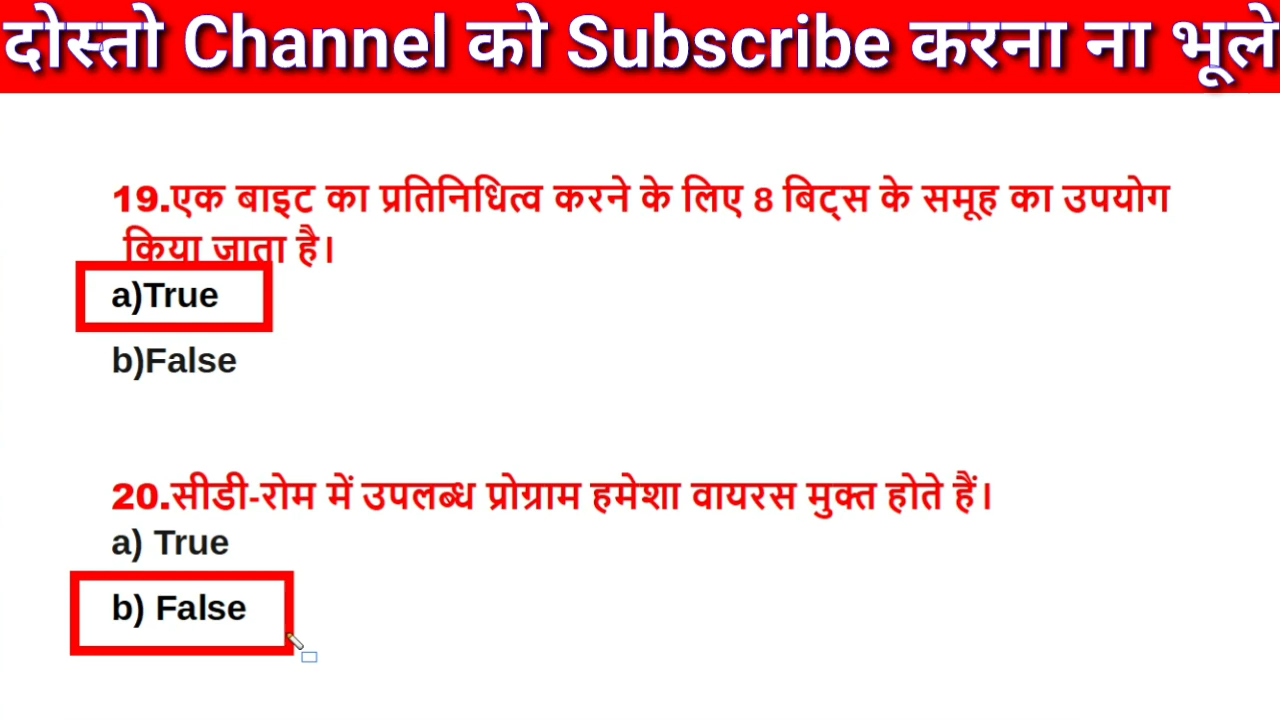 दोस्तो Channel को Subscribe करना ना भूले
19.एक बाइट का प्रतिनिधित्व करने के लिए 8 बिट्स के समूह का उपयोग
किया जाता है।
a)True
b)False
20.सीडी-रोम में उपलब्ध प्रोग्राम हमेशा वायरस मुक्त होते हैं।
a) True
b) False